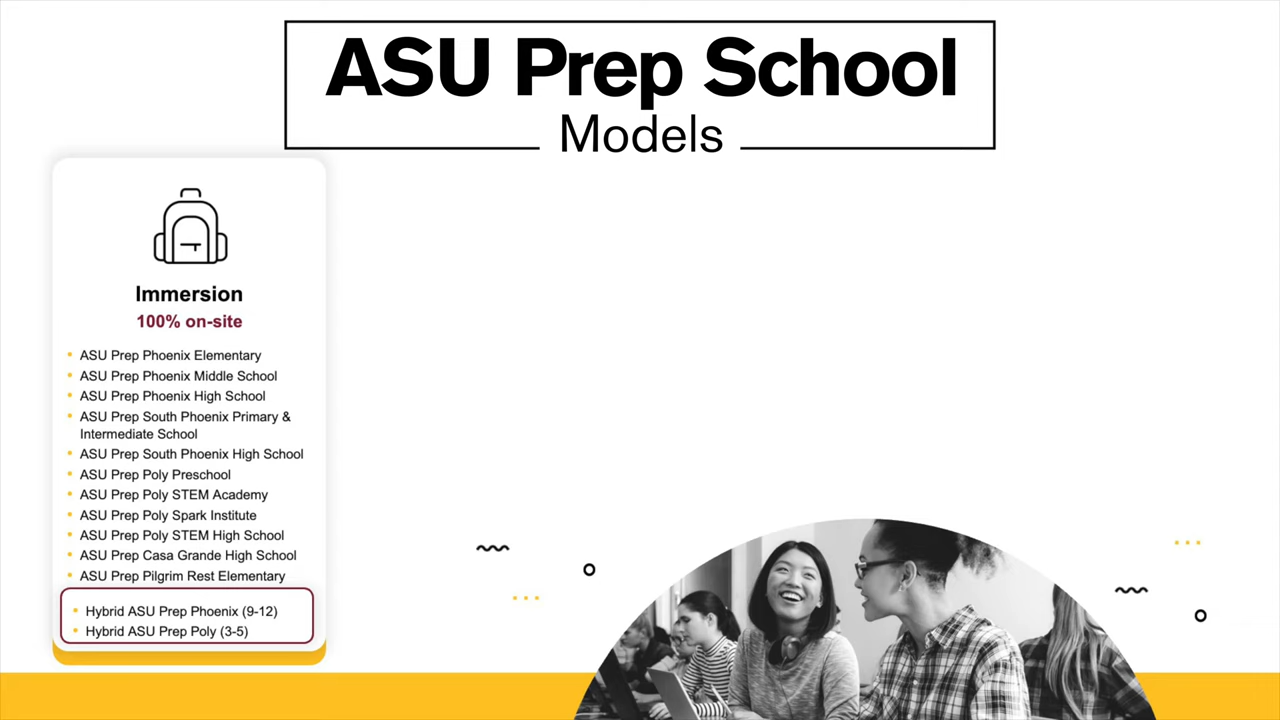 ASU Prep School
Models
Immersion
100% on-site
ASU Prep Phoenix Elementary
ASU Prep Phoenix Middle School
ASU Prep Phoenix High School
ASU Prep South Phoenix Primary &
Intermediate School
ASU Prep South Phoenix High School
ASU Prep Poly Preschool
ASU Prep Poly STEM Academy
ASU Prep Poly Spark Institute
ASU Prep Poly STEM High School
ASU Prep Casa Grande High School
ASU Prep Pilgrim Rest Elementary
Hybrid ASU Prep Phoenix (9-12)
Hybrid ASU Prep Poly (3-5)